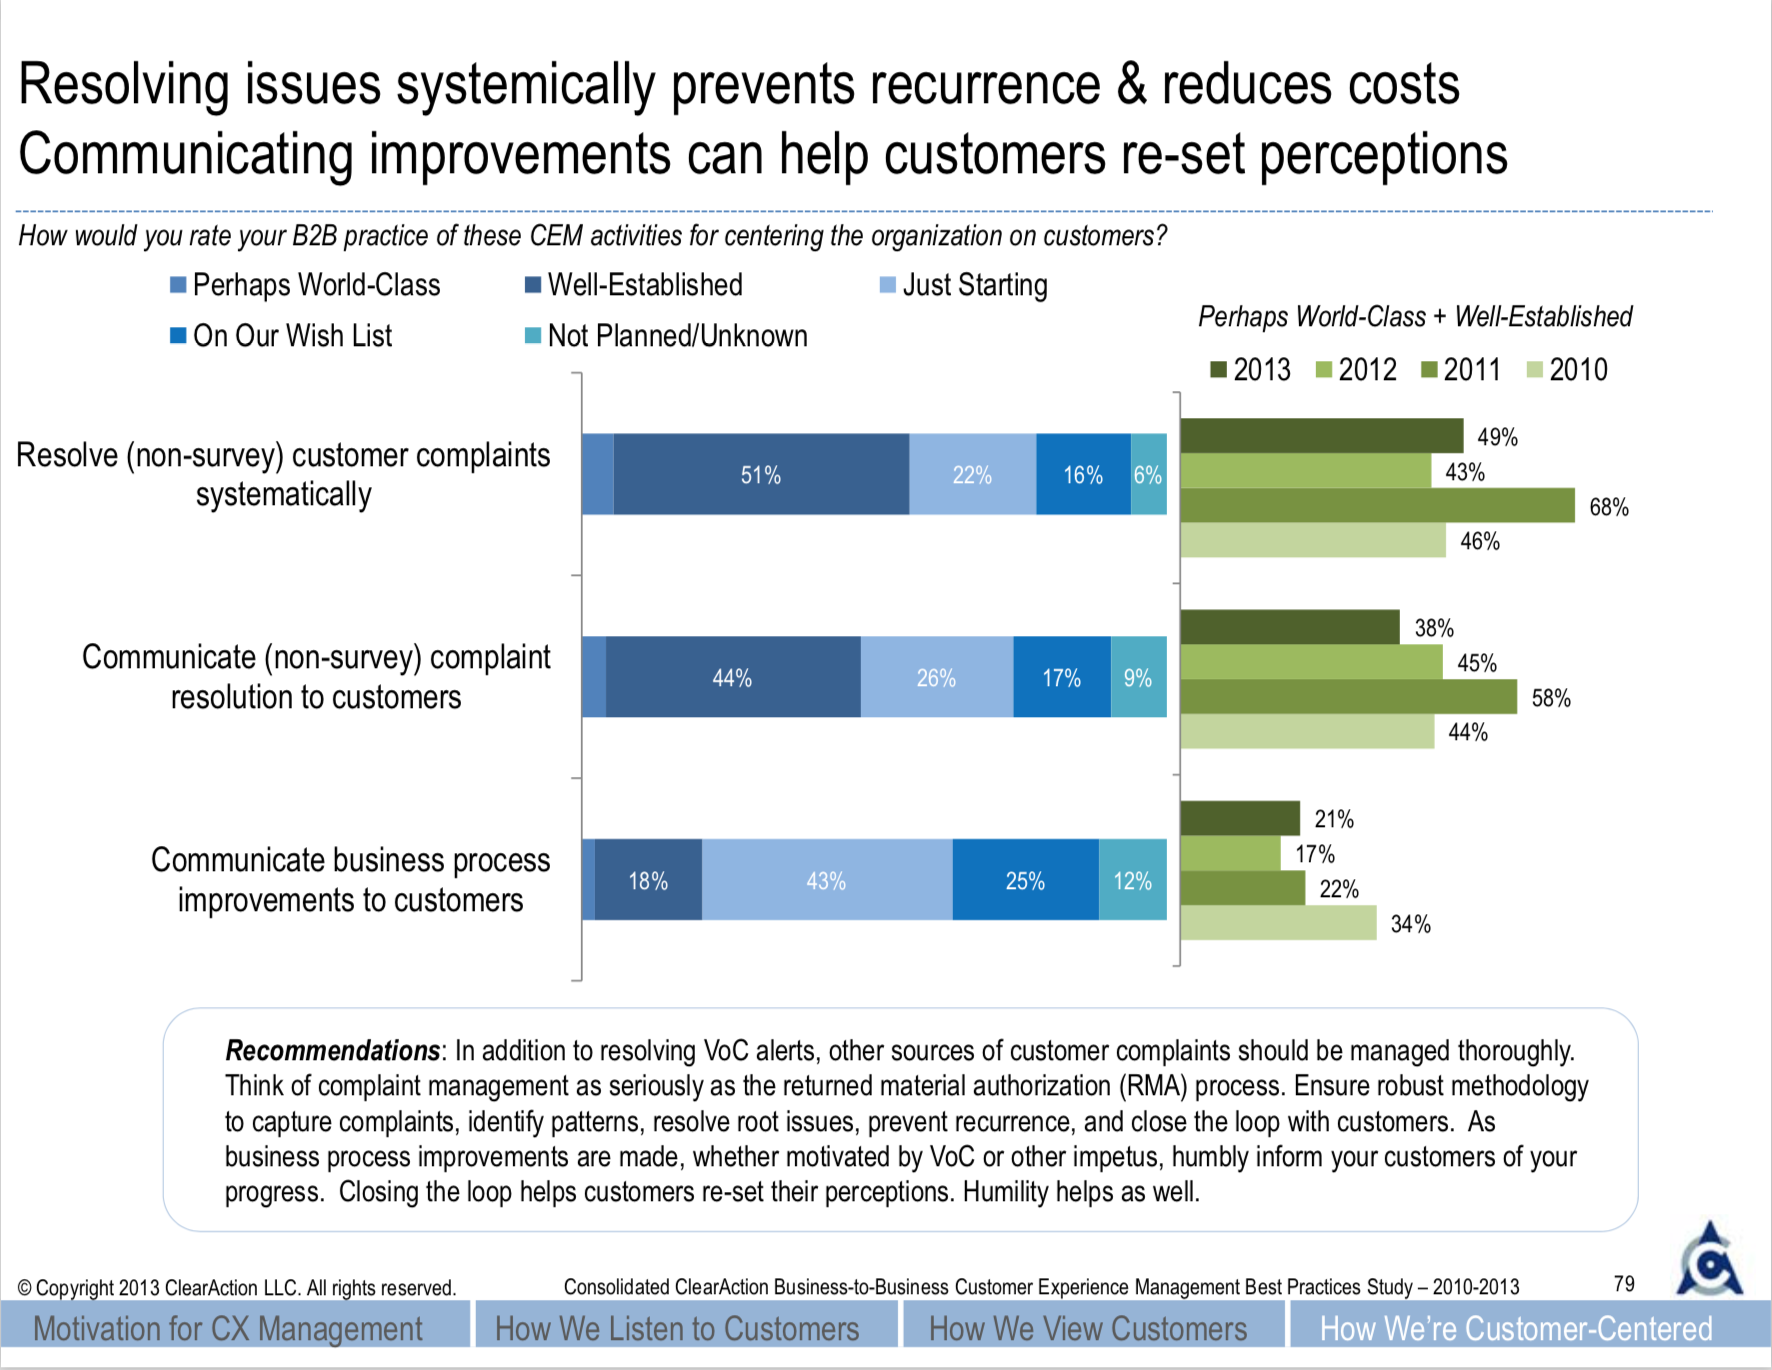 Resolving issues systemically prevents recurrence & reduces costs
Communicating improvements can help customers re-set perceptions
How would you rate your B2B practice of these CEM activities for centering the organization on customers?
Perhaps World-Class
Well-Established
Just Starting
On Our Wish List
Not Planned/Unknown
Perhaps World-Class + Well-Established
2013
2012
2011
2010
Resolve (non-survey) customer complaints
systematically
51%
22%
16%
6%
49%
43%
68%
46%
Communicate (non-survey) complaint
resolution to customers
44%
26%
17%
9%
38%
45%
58%
44%
Communicate business process
improvements to customers
18%
43%
25%
12%
21%
17%
22%
34%
Recommendations: In addition to resolving VoC alerts, other sources of customer complaints should be managed thoroughly.
Think of complaint management as seriously as the returned material authorization (RMA) process. Ensure robust methodology
to capture complaints, identify patterns, resolve root issues, prevent recurrence, and close the loop with customers.  As
business process improvements are made, whether motivated by VoC or other impetus, humbly inform your customers of your
progress.  Closing the loop helps customers re-set their perceptions. Humility helps as well.
© Copyright 2013 ClearAction LLC. All rights reserved.
Consolidated ClearAction Business-to-Business Customer Experience Management Best Practices Study – 2010-2013
79
Motivation for CX Management
How We Listen to Customers
How We View Customers
How We’re Customer-Centered